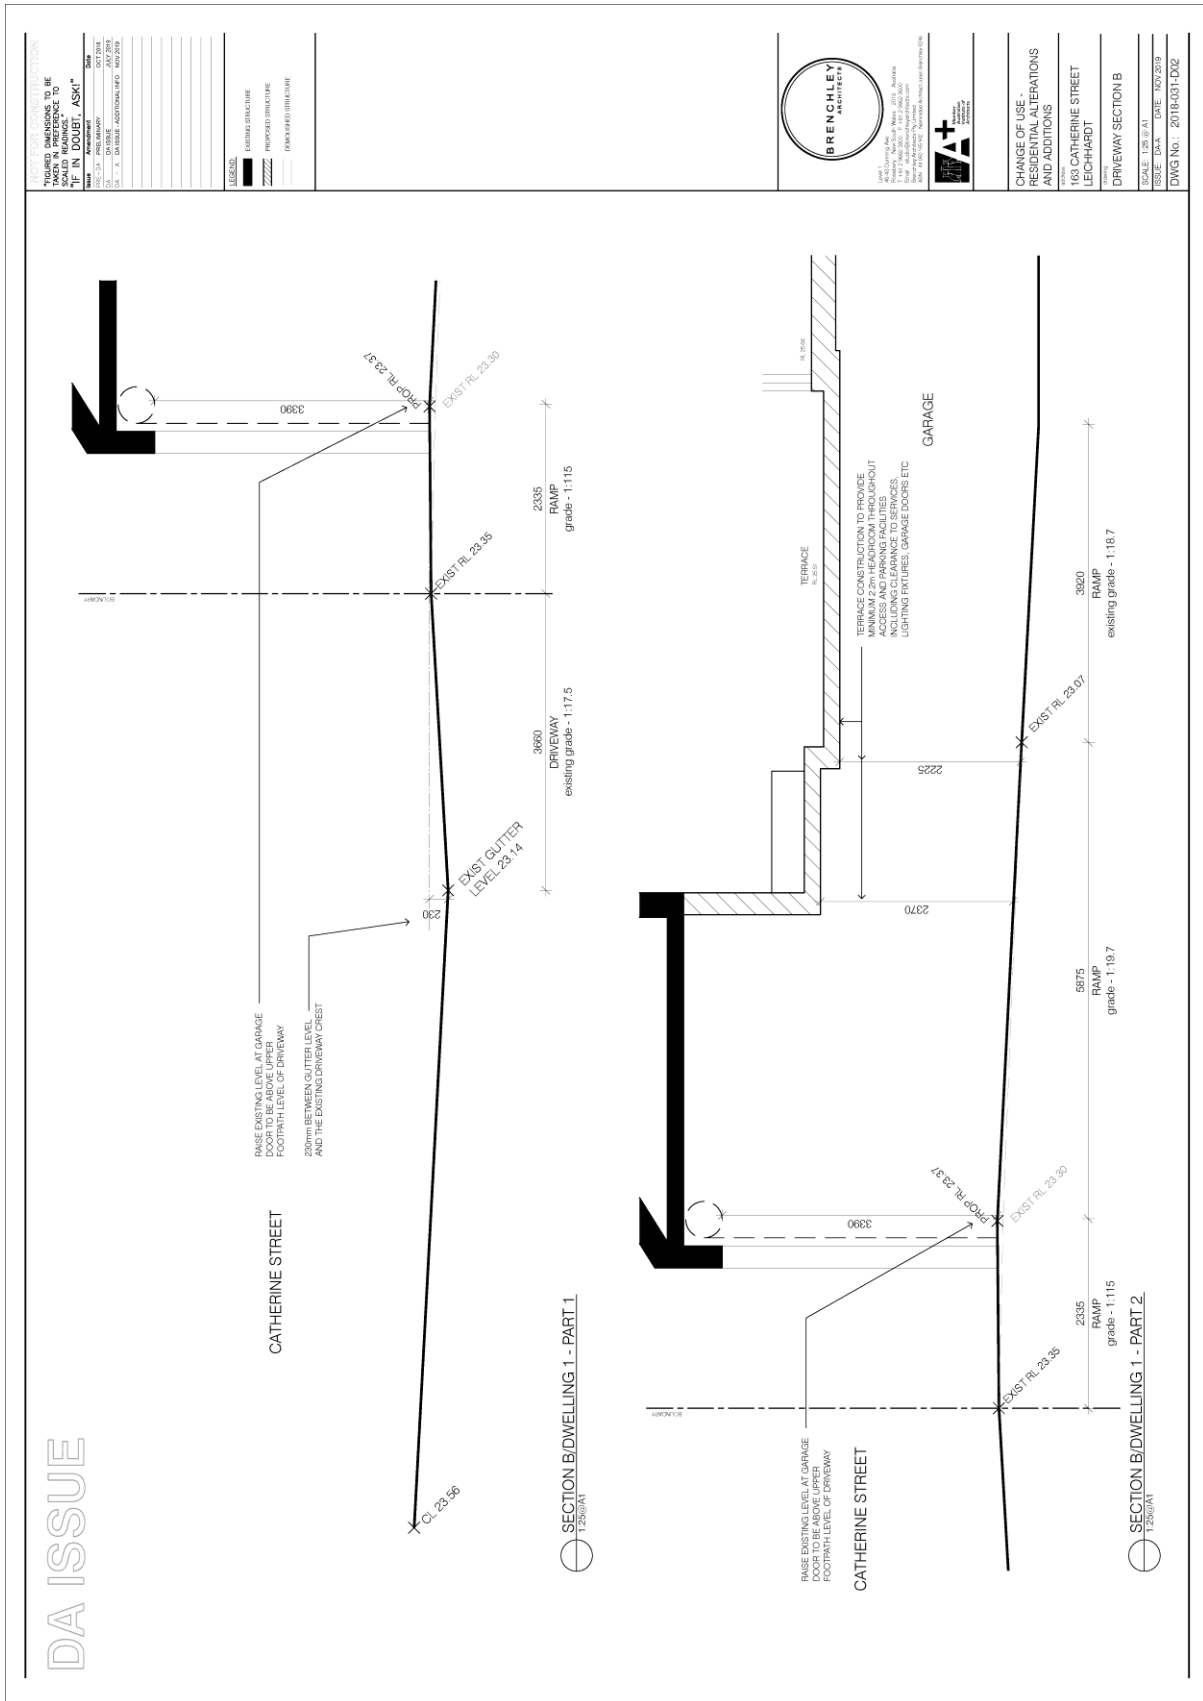 DA ISSUE
CATHERINE STREET
CL 23.56
RAISE EXISTING LEVEL AT GARAGE
DOOR TO BE ABOVE UPPER
FOOTPATH LEVEL OF DRIVEWAY
230mm BETWEEN GUTTER LEVEL
AND THE EXISTING DRIVEWAY CREST
230
EXIST GUTTER
LEVEL 23.14
3660
DRIVEWAY
existing grade - 1:17.5
BOUNDARY
EXIST RL 23.35
2335
RAMP
grade - 1:115
3390
PROP RL 23.37
EXIST RL 23.30
SECTION B/DWELLING 1 - PART 1
1:25@A1
RAISE EXISTING LEVEL AT GARAGE
DOOR TO BE ABOVE UPPER
FOOTPATH LEVEL OF DRIVEWAY
CATHERINE STREET
BOUNDARY
EXIST RL 23.35
2335
RAMP
grade - 1:115
3390
PROP RL 23.37
EXIST RL 23.30
5875
RAMP
grade - 1:19.7
2370
2225
EXIST RL 23.07
3920
RAMP
existing grade - 1:18.7
TERRACE
TERRACE CONSTRUCTION TO PROVIDE
MINIMUM 2.2m HEADROOM THROUGHOUT
ACCESS AND PARKING FACILITIES
INCLUDING CLEARANCE TO SERVICES,
LIGHTING FIXTURES, GARAGE DOORS ETC
GARAGE
SECTION B/DWELLING 1 - PART 2
1:25@A1
NOT FOR CONSTRUCTION
"FIGURED DIMENSIONS TO BE
TAKEN IN PREFERENCE TO
SCALED READINGS."
"IF IN DOUBT, ASK!"
Issue Amendment Date
PRE - DA PRELIMINARY OCT 2018
DA DA ISSUE JULY 2019
DA - A DA ISSUE - ADDITIONAL INFO NOV 2019
LEGEND:
EXISTING STRUCTURE
PROPOSED STRUCTURE
DEMOLISHED STRUCTURE
BRENCHLEY
ARCHITECTS
A+
Member
Australian
Institute of
Architects
CHANGE OF USE -
RESIDENTIAL ALTERATIONS
AND ADDITIONS
address
163 CATHERINE STREET
LEICHHARDT
drawing
DRIVEWAY SECTION B
SCALE: 1:25 @ A1
ISSUE: DA-A DATE: NOV 2019
DWG No.: 2018-031-D02